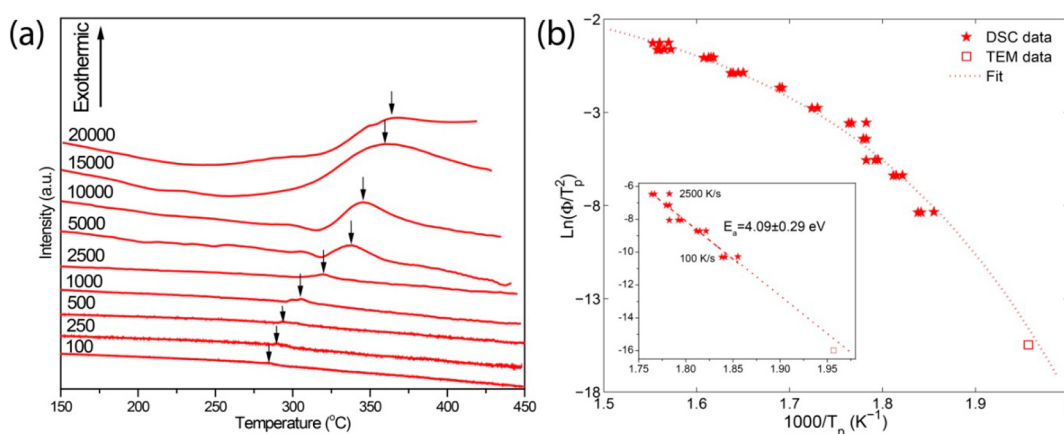 (a)
Exothermic
Intensity (a.u.)
20000
15000
10000
5000
2500
1000
500
250
100
150 200 250 300 350 400 450
Temperature (°C)
(b)
-2
-3
-8
-13
-18
Ln(Φ/Tp²)
DSC data
TEM data
Fit
-6
-8
-10
-12
-14
-16
2500 K/s
Ea=4.09±0.29 eV
100 K/s
1.75 1.80 1.85 1.90 1.95
1.5 1.6 1.7 1.8 1.9
1000/Tp (K⁻¹)